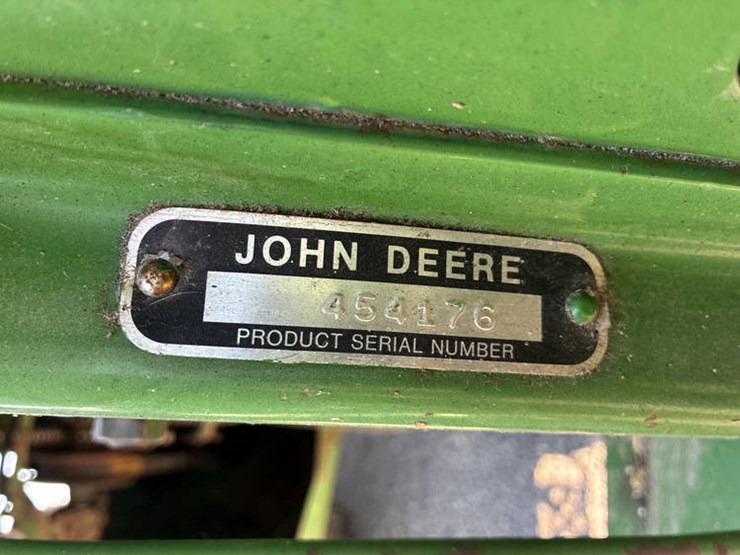 JOHN DEERE
454176
PRODUCT SERIAL NUMBER